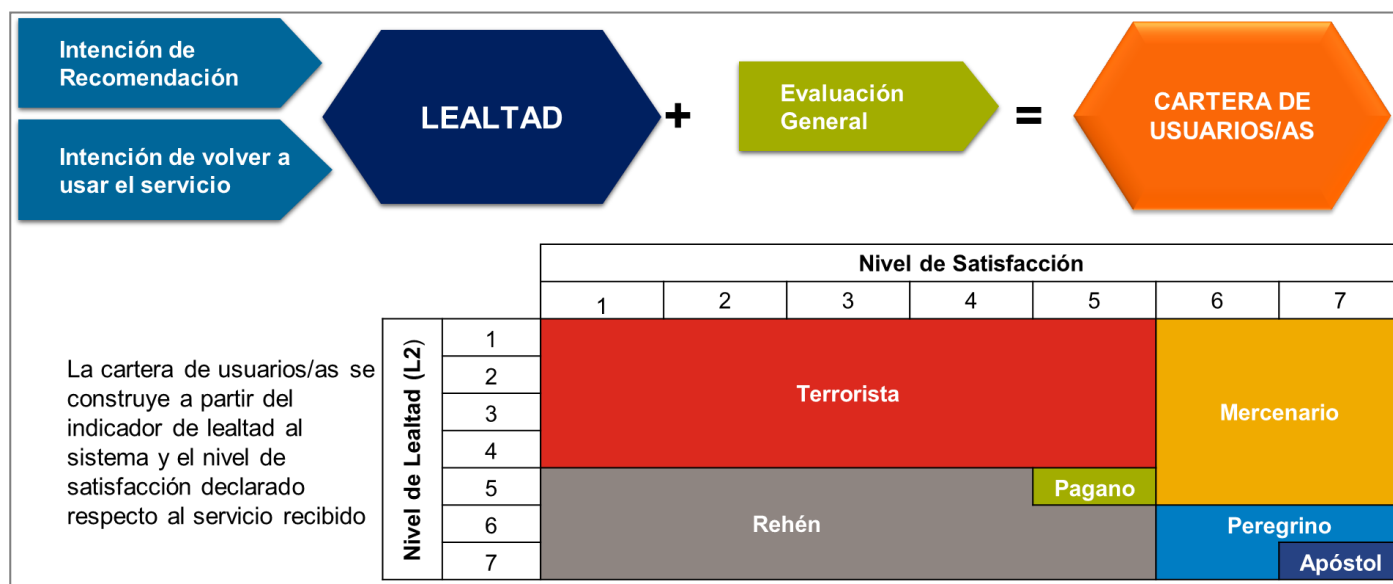 Intención de
Recomendación
Intención de volver a
usar el servicio
LEALTAD
+
Evaluación
General
=
CARTERA DE
USUARIOS/AS
La cartera de usuarios/as se
construye a partir del
indicador de lealtad al
sistema y el nivel de
satisfacción declarado
respecto al servicio recibido
Nivel de Satisfacción
1 2 3 4 5 6 7
Nivel de Lealtad (L2)
1
2
3
4
5
6
7
Terrorista
Mercenario
Pagano
Rehén
Peregrino
Apóstol